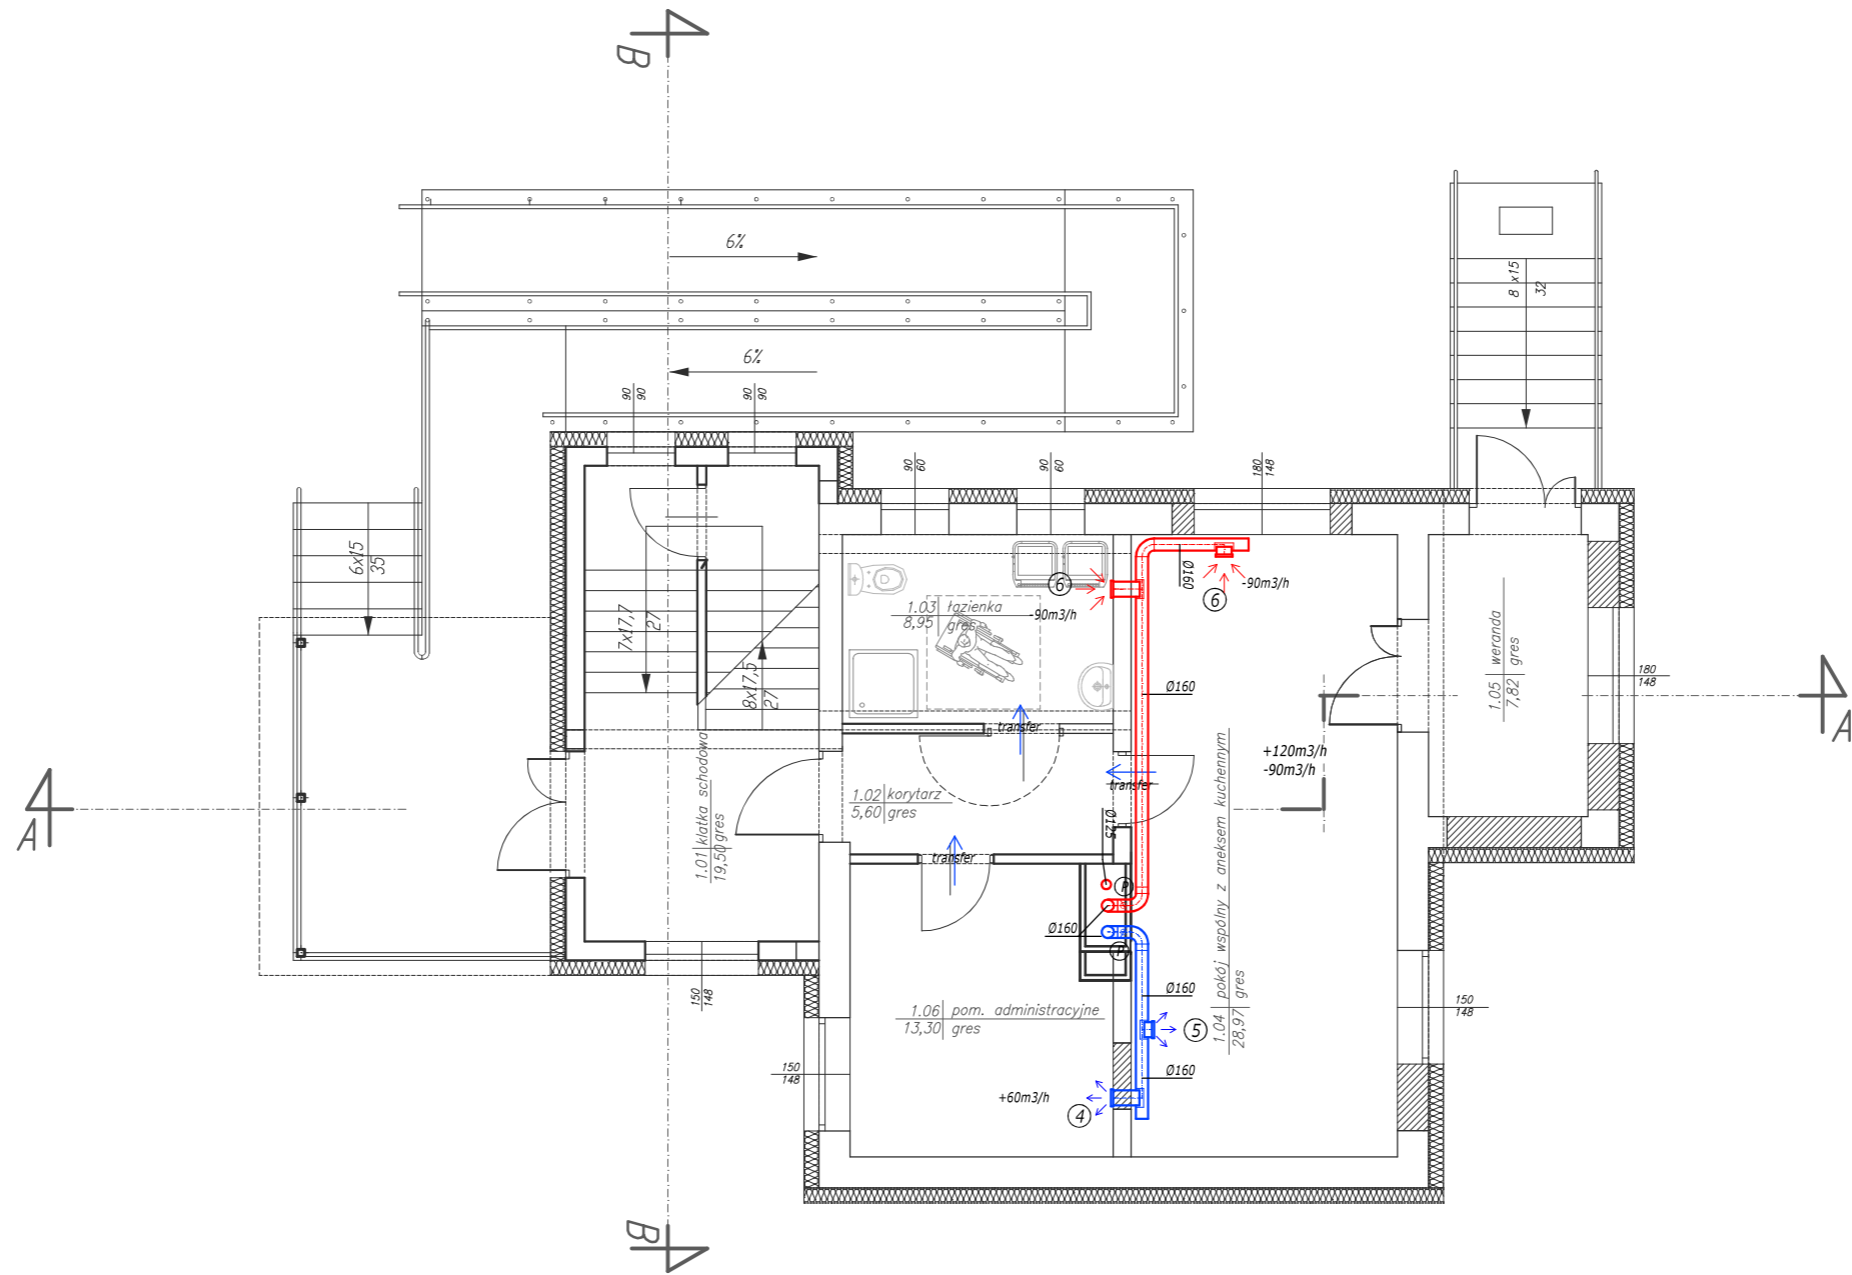 B
6%
6%
8 x15
32
90
90
90
90
90
60
90
60
180
148
6x15
35
7x17,7
27
8x17,5
27
Ø160
6
-90m3/h
6
1.03 łazienka
8,95 gres
-90m3/h
1.05 weranda
7,82 gres
180
148
Ø160
A
transfer
1.01 klatka schodowa
19,50 gres
+120m3/h
-90m3/h
transfer
1.02 korytarz
5,60 gres
A
Ø125
transfer
P
Ø160
1.04 pokój wspólny z aneksem kuchennym
28,97 gres
Ø160
150
148
150
148
1.06 pom. administracyjne
13,30 gres
5
150
148
Ø160
+60m3/h
4
B